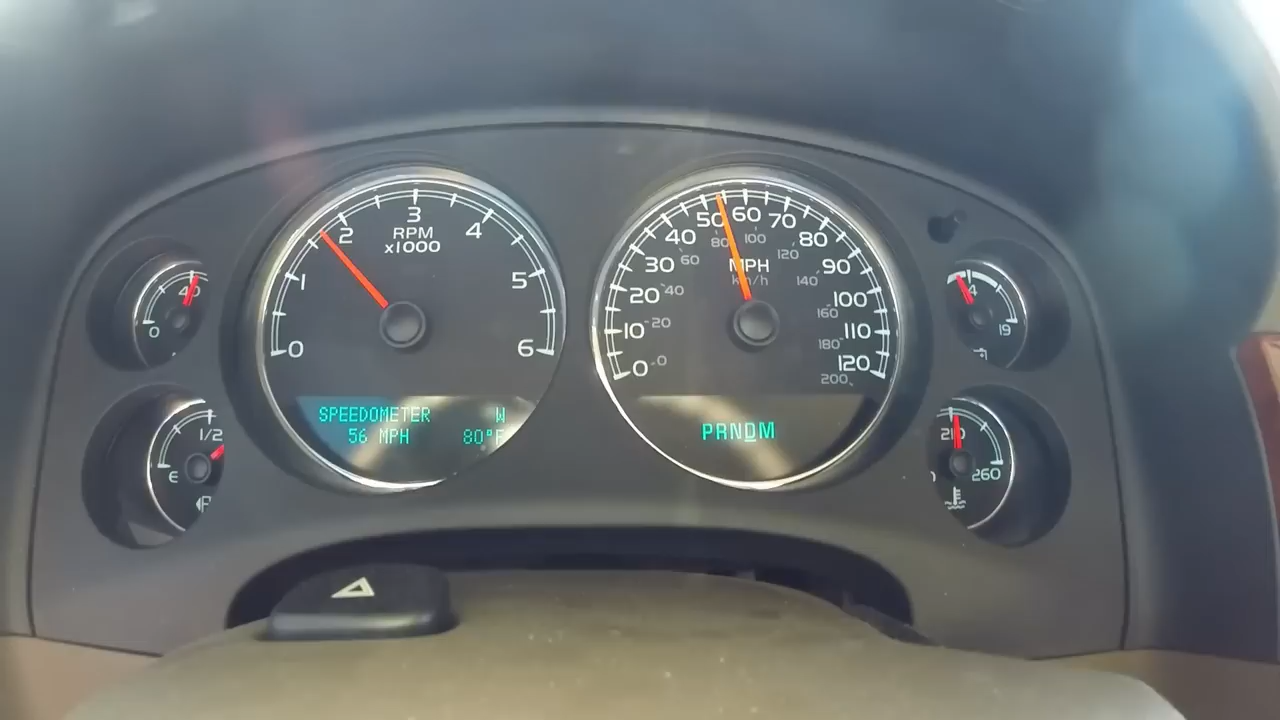 0 1 2 3 4 5 6
RPM
x1000
SPEEDOMETER W
56 MPH 80°F
0 10 20 30 40 50 60 70 80 90 100 110 120
0 20 40 60 80 100 120 140 160 180 200
MPH
km/h
PRNDM
0 40
E 1/2
19
210 260